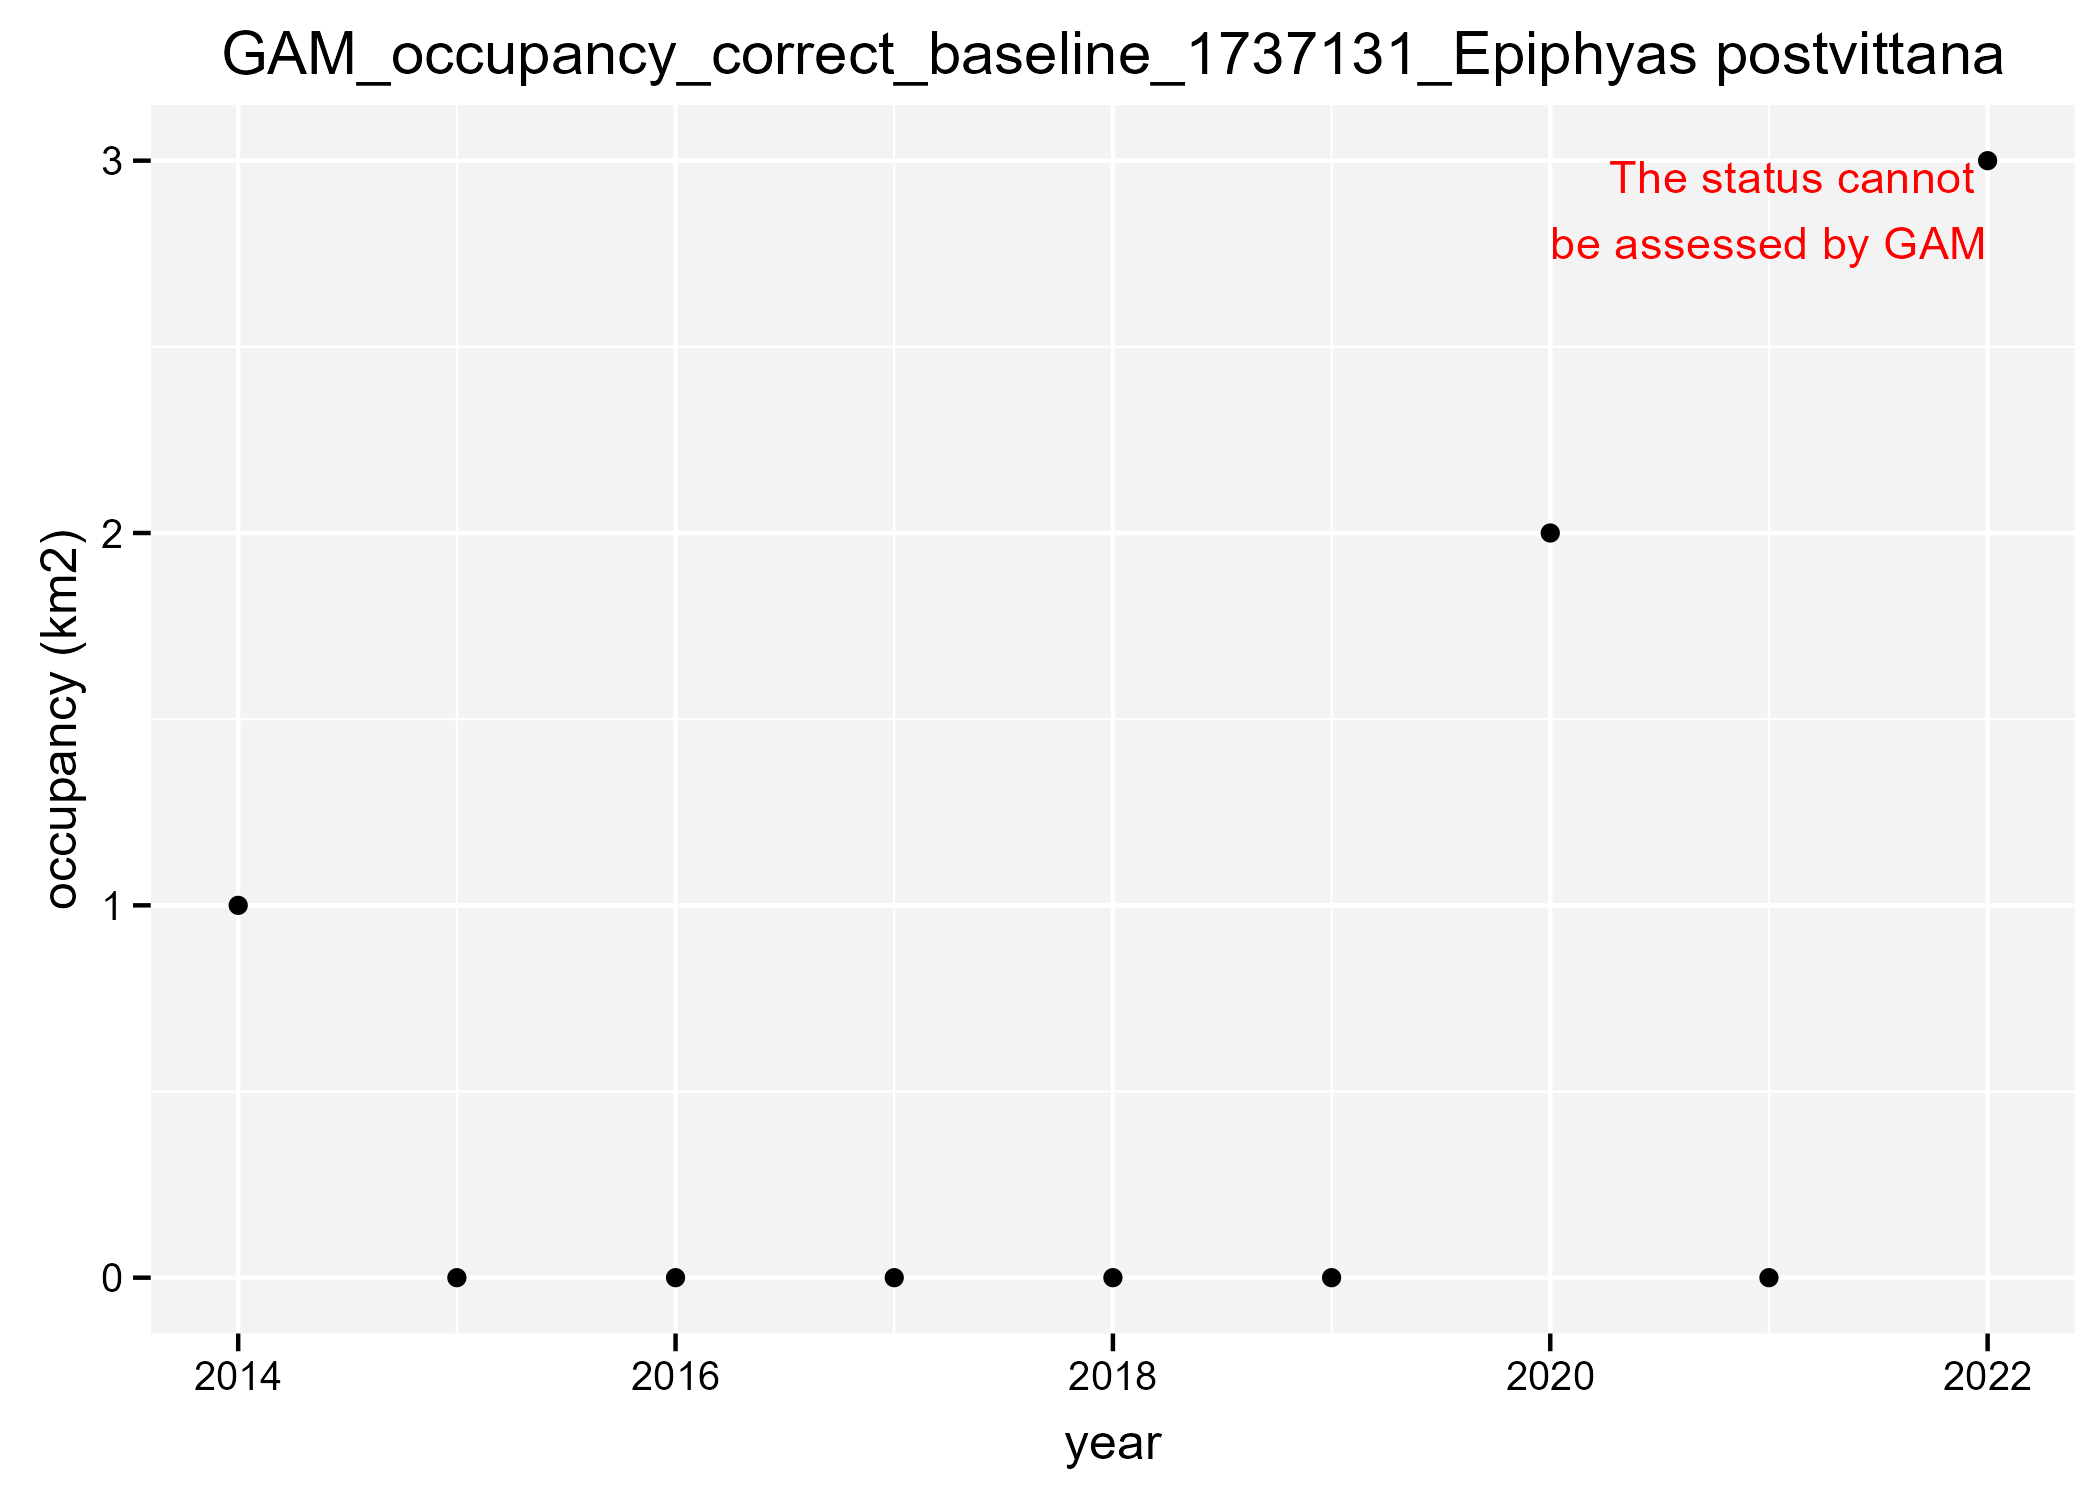 GAM_occupancy_correct_baseline_1737131_Epiphyas postvittana
The status cannot
be assessed by GAM
3
2
1
0
occupancy (km2)
2014 2016 2018 2020 2022
year